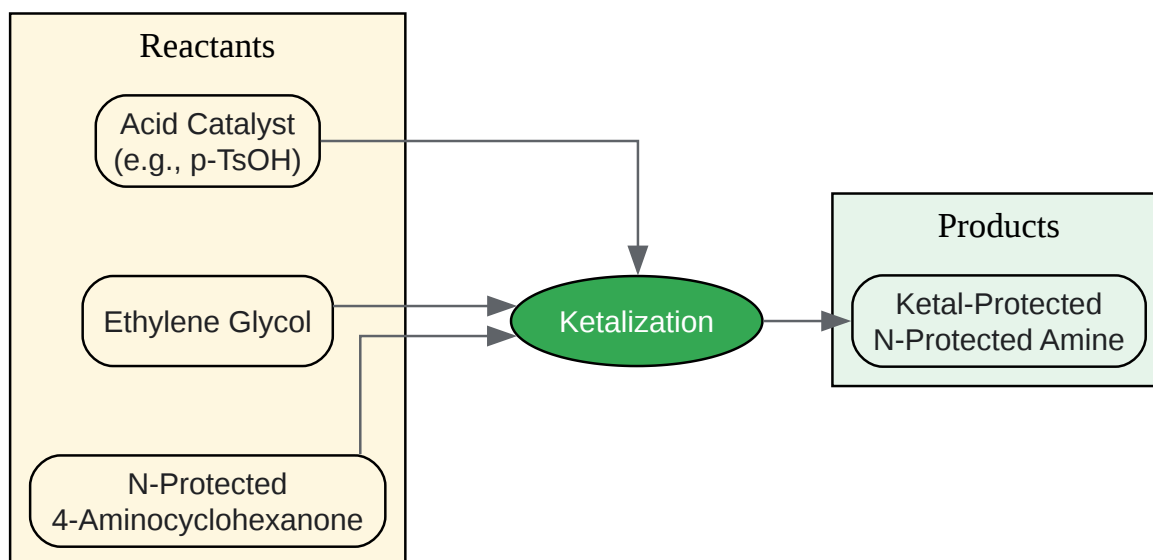 Reactants
Acid Catalyst
(e.g., p-TsOH)
Ethylene Glycol
N-Protected
4-Aminocyclohexanone
Ketalization
Products
Ketal-Protected
N-Protected Amine